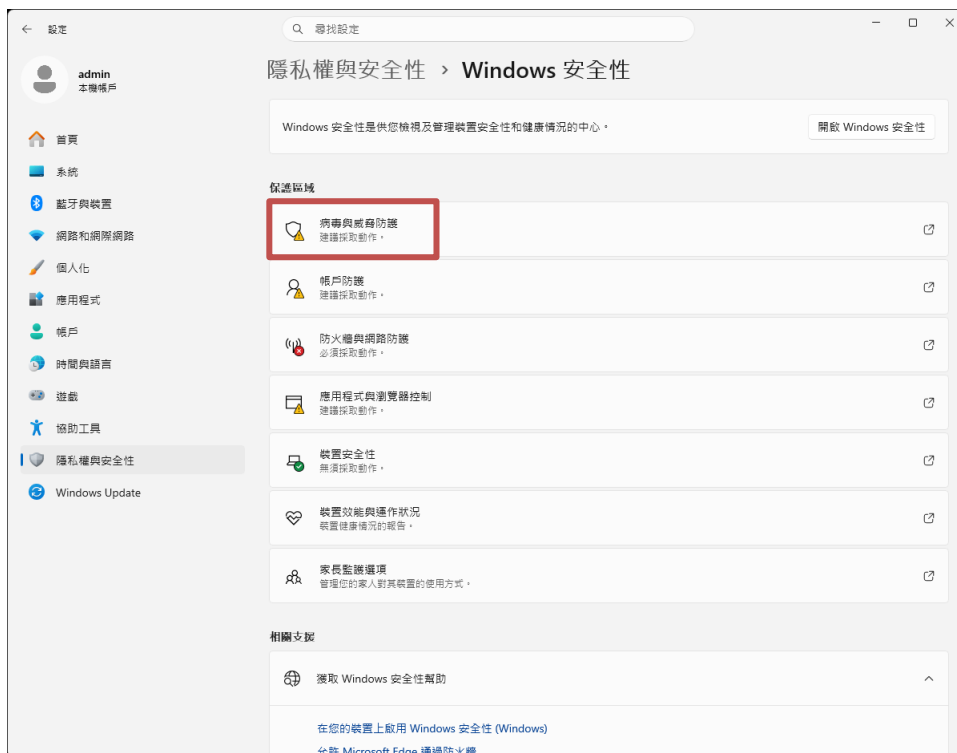 設定
尋找設定
admin
本機帳戶
隱私權與安全性 > Windows 安全性
Windows 安全性是供您檢視及管理裝置安全性和健康情況的中心。
開啟 Windows 安全性
首頁
系統
藍牙與裝置
網路和網際網路
個人化
應用程式
帳戶
時間與語言
遊戲
協助工具
隱私權與安全性
Windows Update
保護區域
病毒與威脅防護
建議採取動作。
帳戶防護
建議採取動作。
防火牆與網路防護
必須採取動作。
應用程式與瀏覽器控制
建議採取動作。
裝置安全性
無須採取動作。
裝置效能與運作狀況
裝置健康情況的報告。
家長監護選項
管理您的家人對其裝置的使用方式。
相關支援
獲取 Windows 安全性幫助
在您的裝置上啟用 Windows 安全性 (Windows)
允許 Microsoft Edge 通過防火牆